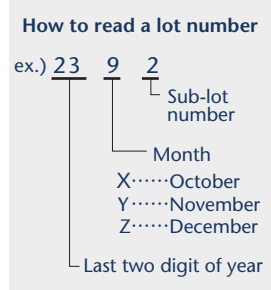 How to read a lot number
ex.) 23 9 2
Sub-lot
number
Month
X······October
Y······November
Z······December
Last two digit of year